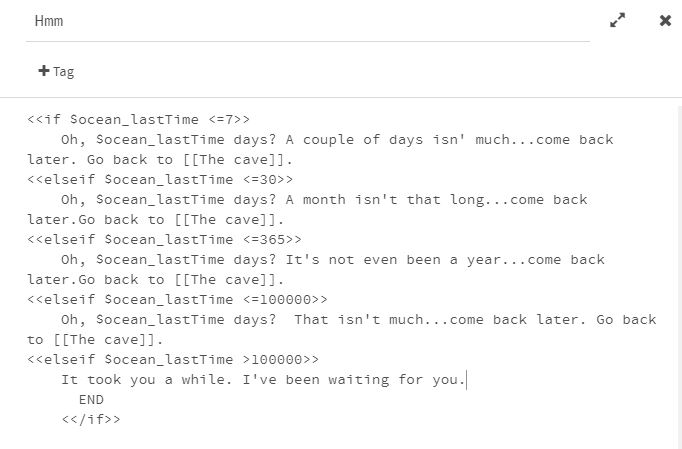 Hmm
+ Tag
<<if $ocean_lastTime <=7>>
Oh, $ocean_lastTime days? A couple of days isn' much...come back
later. Go back to [[The cave]].
<<elseif $ocean_lastTime <=30>>
Oh, $ocean_lastTime days? A month isn't that long...come back
later.Go back to [[The cave]].
<<elseif $ocean_lastTime <=365>>
Oh, $ocean_lastTime days? It's not even been a year...come back
later.Go back to [[The cave]].
<<elseif $ocean_lastTime <=100000>>
Oh, $ocean_lastTime days?  That isn't much...come back later. Go back
to [[The cave]].
<<elseif $ocean_lastTime >100000>>
It took you a while. I've been waiting for you.
END
<</if>>